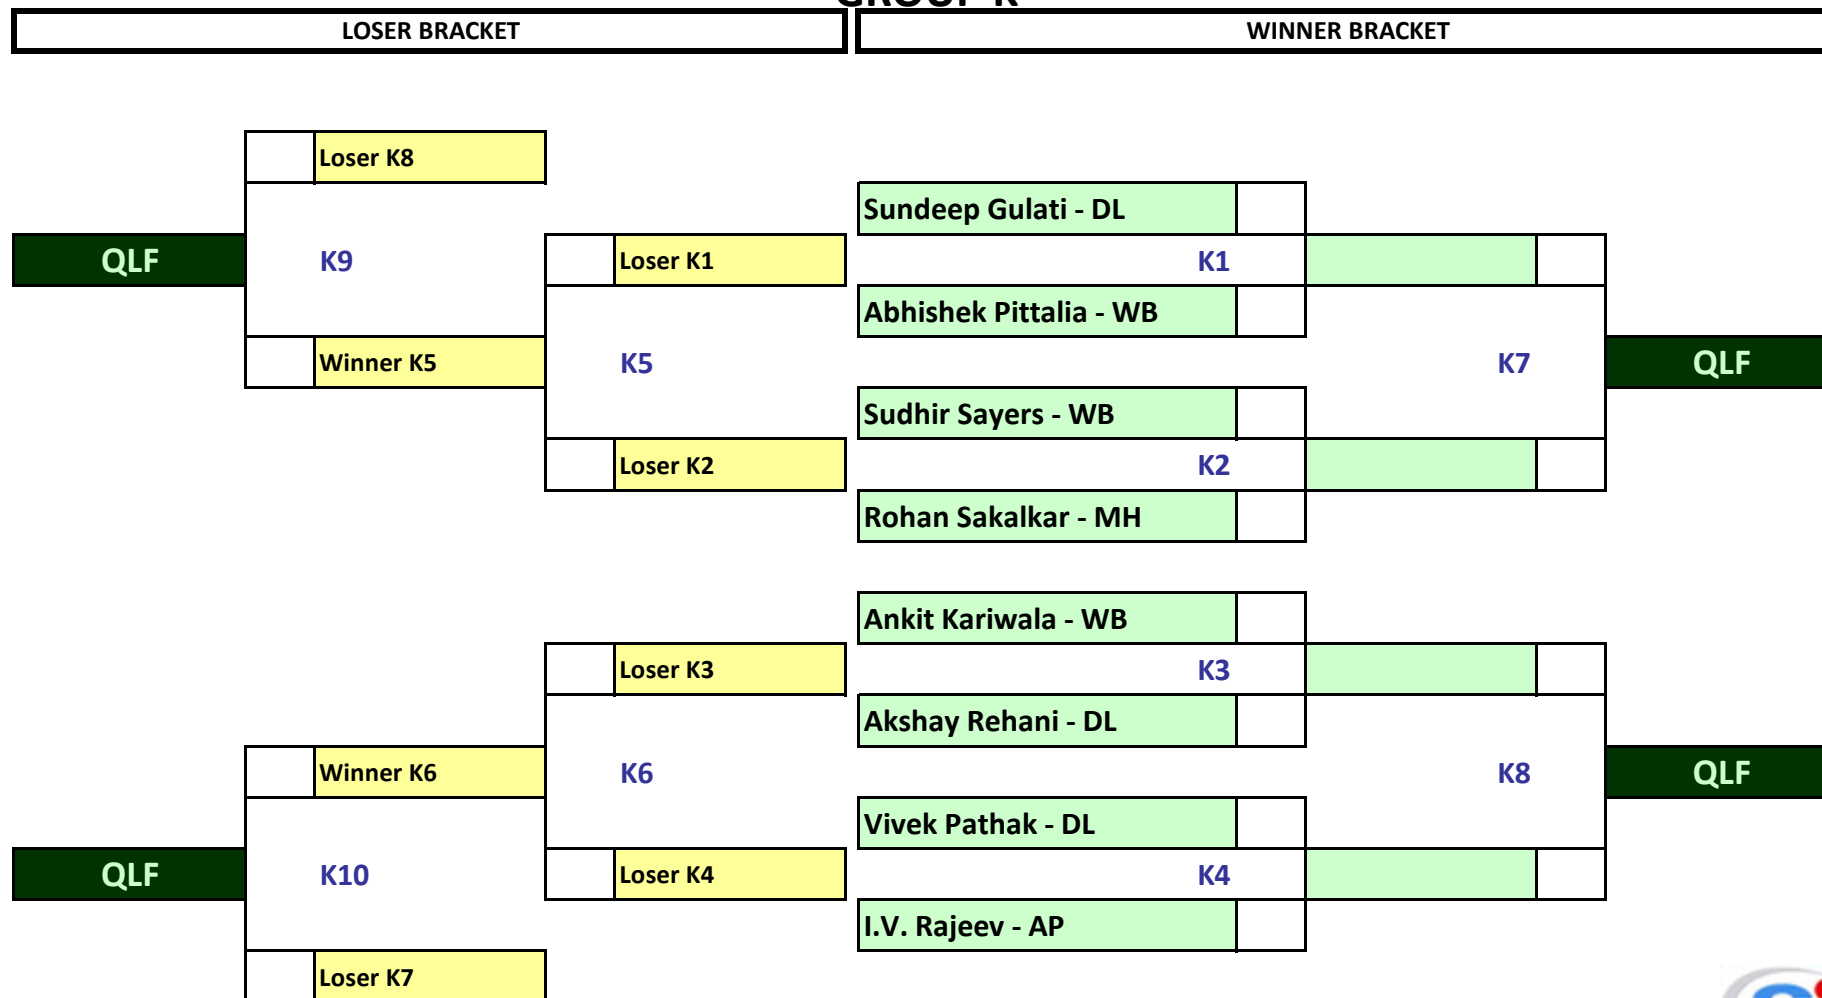 GROUP K
LOSER BRACKET
WINNER BRACKET
Loser K8
Sundeep Gulati - DL
QLF
K9
Loser K1
K1
Abhishek Pittalia - WB
Winner K5
K5
K7
QLF
Sudhir Sayers - WB
Loser K2
K2
Rohan Sakalkar - MH
Ankit Kariwala - WB
Loser K3
K3
Akshay Rehani - DL
Winner K6
K6
K8
QLF
Vivek Pathak - DL
QLF
K10
Loser K4
K4
I.V. Rajeev - AP
Loser K7